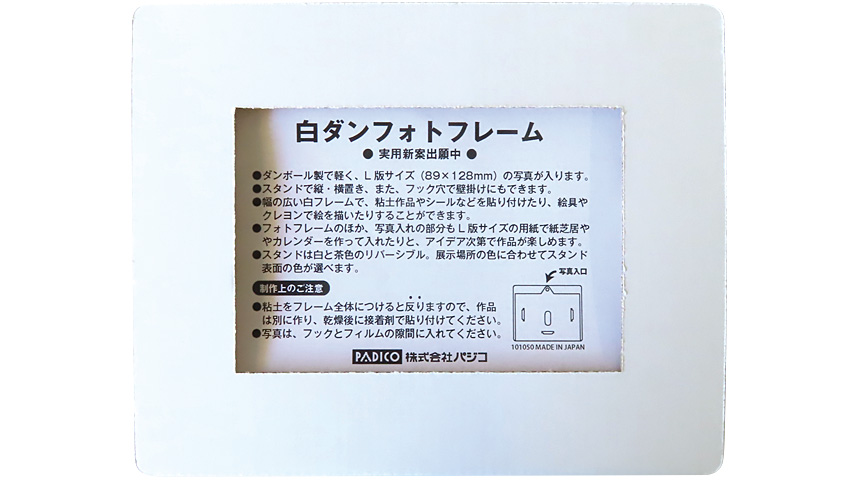 白ダンフォトフレーム
● 実用新案出願中 ●
●ダンボール製で軽く、L版サイズ（89×128mm）の写真が入ります。
●スタンドで縦・横置き、また、フック穴で壁掛けにもできます。
●幅の広い白フレームで、粘土作品やシールなどを貼り付けたり、絵具や
クレヨンで絵を描いたりすることができます。
●フォトフレームのほか、写真入れの部分もL版サイズの用紙で紙芝居や
やカレンダーを作って入れたりと、アイデア次第で作品が楽しめます。
●スタンドは白と茶色のリバーシブル。展示場所の色に合わせてスタンド
表面の色が選べます。
写真入口
制作上のご注意
●粘土をフレーム全体につけると反りますので、作品
は別に作り、乾燥後に接着剤で貼り付けてください。
●写真は、フックとフィルムの隙間に入れてください。
101050 MADE IN JAPAN
PADICO 株式会社パジコ